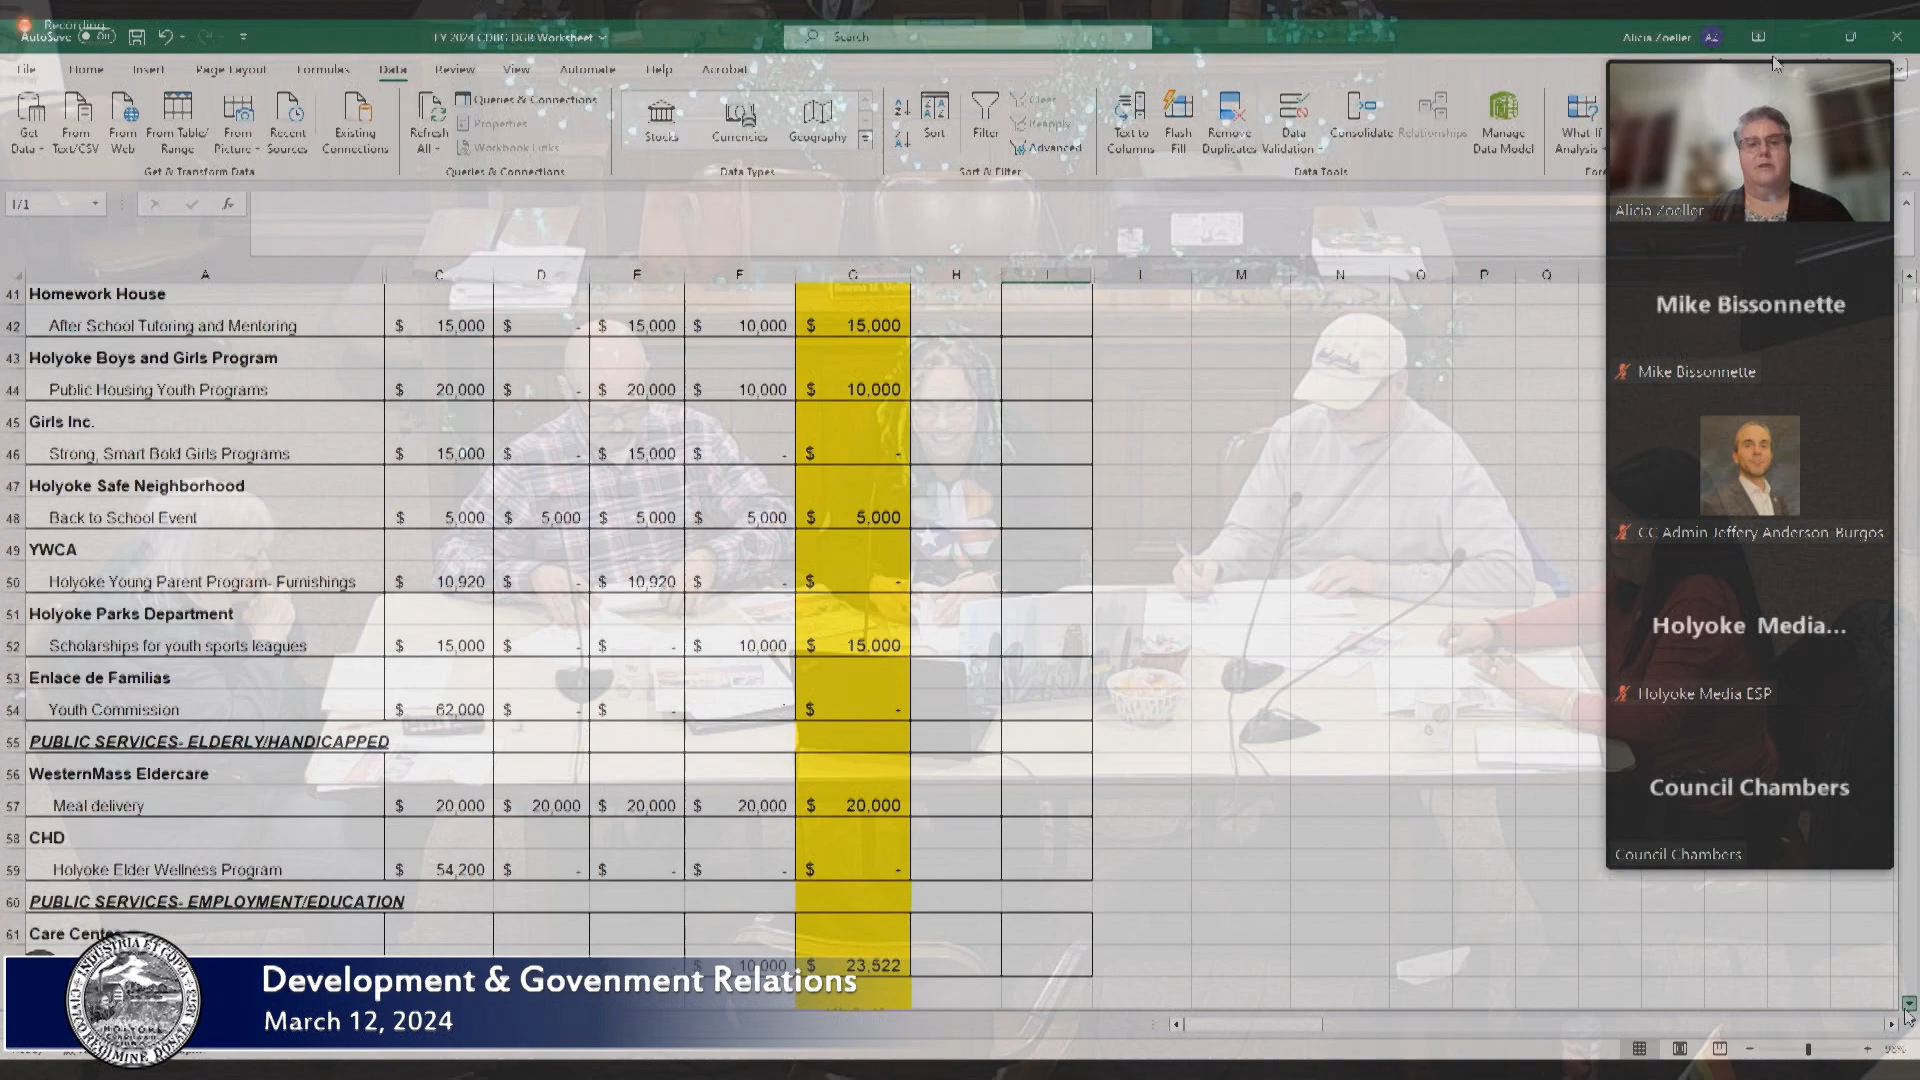 Recording
AutoSave Off FY 2024 CDBG DGR Worksheet Search Alicia Zoeller AZ
File Home Insert Page Layout Formulas Data Review View Automate Help Acrobat
Get Data From Text/CSV From Web From Table/ Range From Picture Recent Sources Existing Connections Refresh All Queries & Connections Properties Workbook Links Stocks Currencies Geography Sort Filter Clear Reapply Advanced Text to Columns Flash Fill Remove Duplicates Data Validation Consolidate Relationships Manage Data Model What-If Analysis
Get & Transform Data Queries & Connections Data Types Sort & Filter Data Tools
A C D E F G H I M N O P Q
41 Homework House
42 After School Tutoring and Mentoring $ 15,000 $ - $ 15,000 $ 10,000 $ 15,000
43 Holyoke Boys and Girls Program
44 Public Housing Youth Programs $ 20,000 $ - $ 20,000 $ 10,000 $ 10,000
45 Girls Inc.
46 Strong, Smart Bold Girls Programs $ 15,000 $ - $ 15,000 $ - $ -
47 Holyoke Safe Neighborhood
48 Back to School Event $ 5,000 $ 5,000 $ 5,000 $ 5,000 $ 5,000
49 YWCA
50 Holyoke Young Parent Program- Furnishings $ 10,920 $ - $ 10,920 $ - $ -
51 Holyoke Parks Department
52 Scholarships for youth sports leagues $ 15,000 $ - $ - $ 10,000 $ 15,000
53 Enlace de Familias
54 Youth Commission $ 62,000 $ - $ - $ -
55 PUBLIC SERVICES- ELDERLY/HANDICAPPED
56 WesternMass Eldercare
57 Meal delivery $ 20,000 $ 20,000 $ 20,000 $ 20,000 $ 20,000
58 CHD
59 Holyoke Elder Wellness Program $ 54,200 $ - $ - $ - $ -
60 PUBLIC SERVICES- EMPLOYMENT/EDUCATION
61 Care Cente
$ 10,000 $ 23,522
Alicia Zoeller
Mike Bissonnette
Mike Bissonnette
CC Admin Jeffery Anderson-Burgos
Holyoke Media...
Holyoke Media ESP
Council Chambers
Council Chambers
Development & Govenment Relations
March 12, 2024